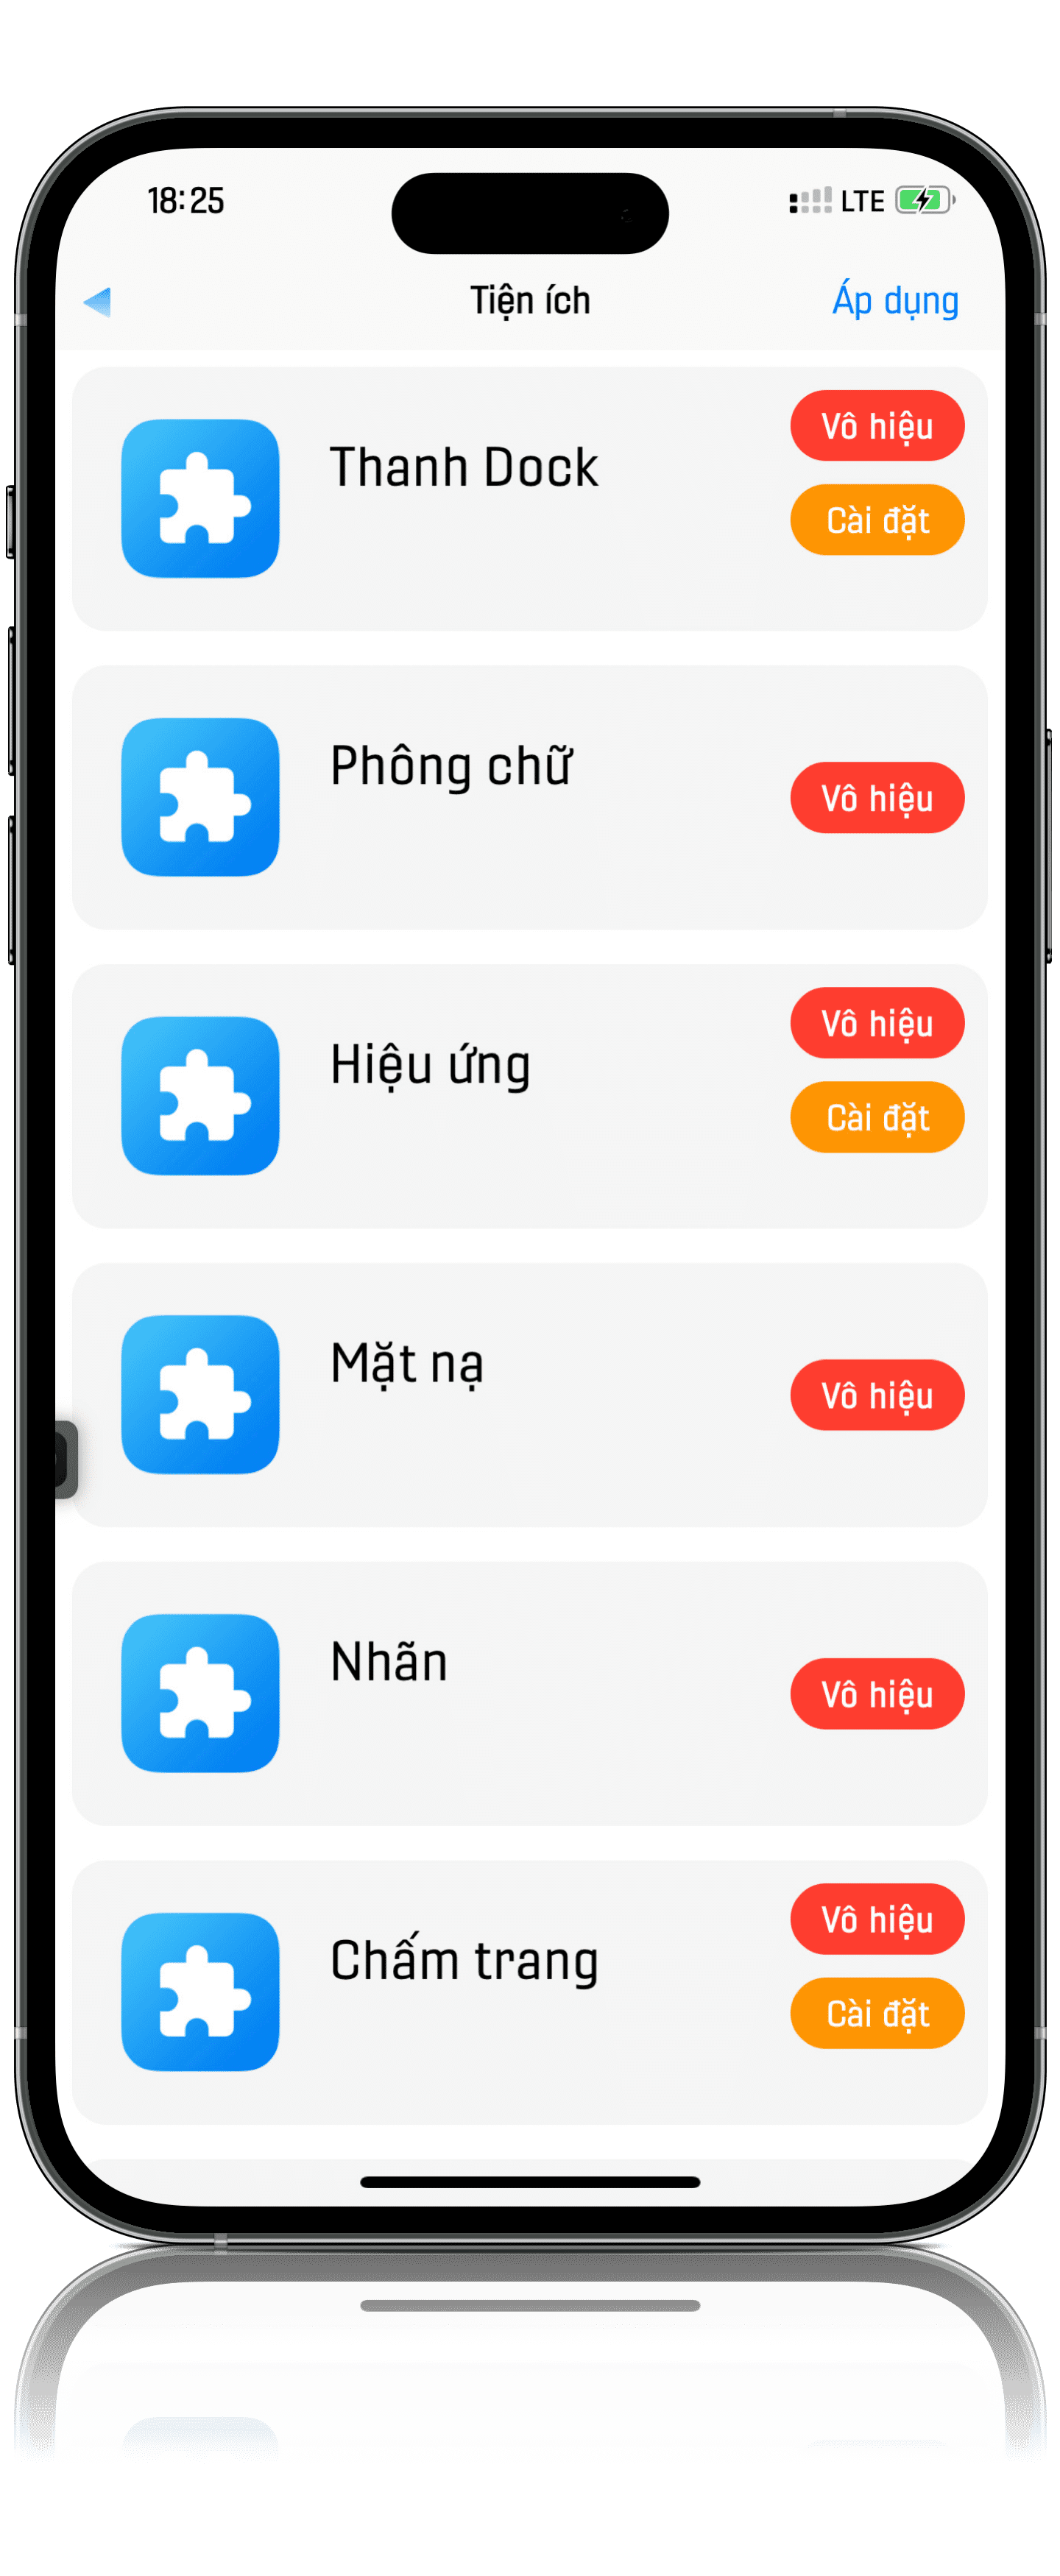 18:25
LTE
Tiện ích
Áp dụng
Thanh Dock
Vô hiệu
Cài đặt
Phông chữ
Vô hiệu
Hiệu ứng
Vô hiệu
Cài đặt
Mặt nạ
Vô hiệu
Nhãn
Vô hiệu
Chấm trang
Vô hiệu
Cài đặt